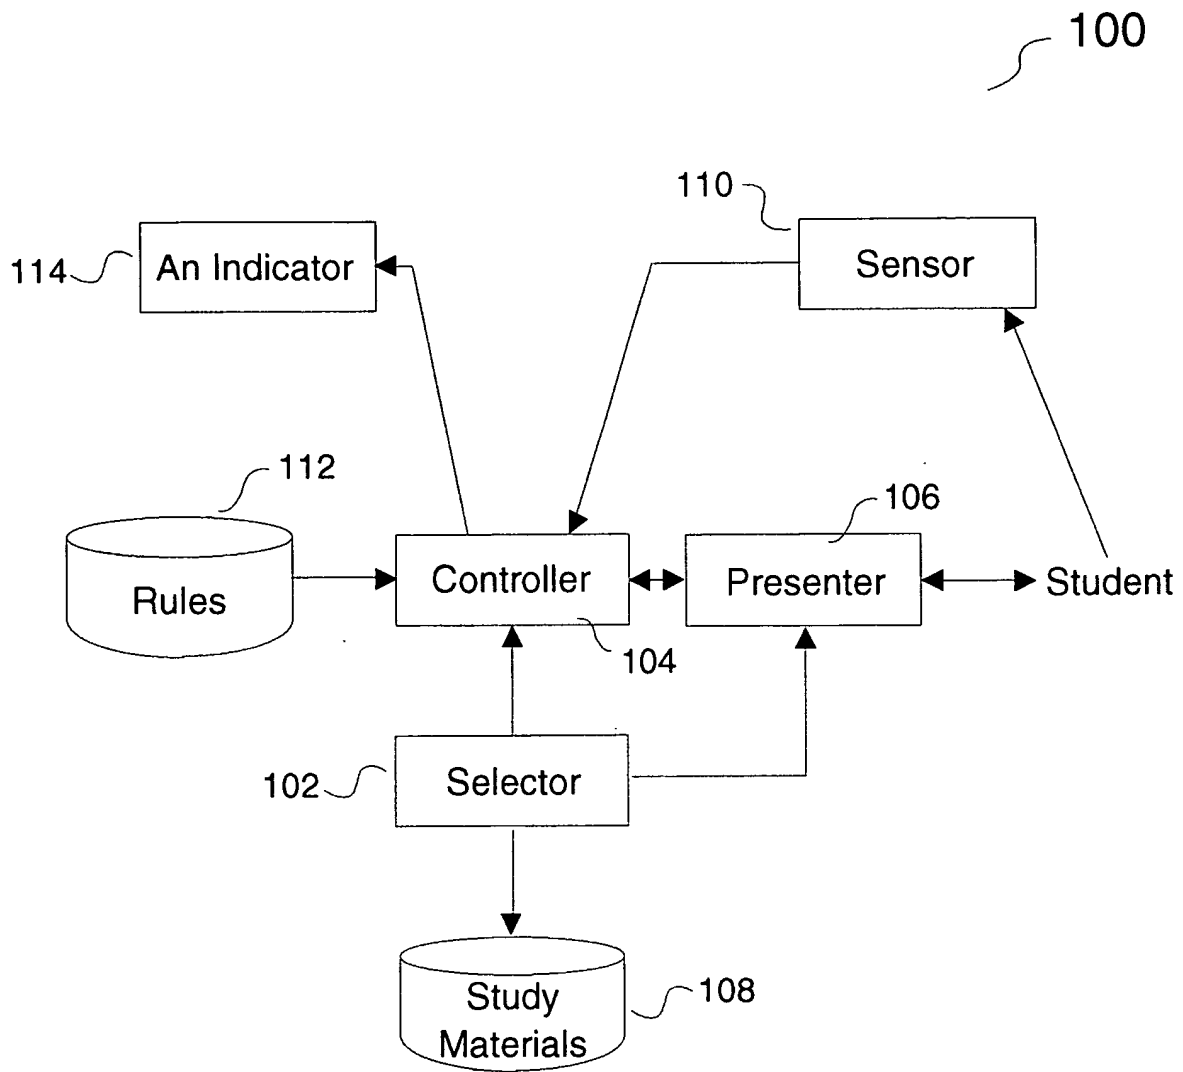 100
110
Sensor
An Indicator
114
112
106
Rules
Controller
Presenter
Student
104
102
Selector
Study
Materials
108